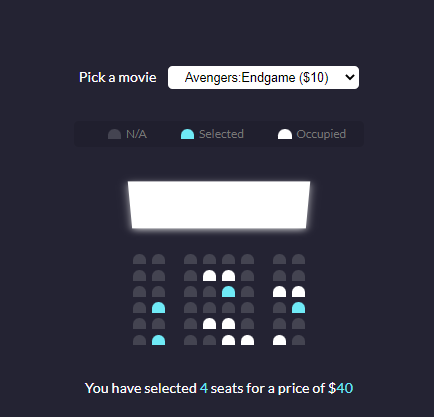 Pick a movie Avengers:Endgame ($10)
N/A Selected Occupied
You have selected 4 seats for a price of $40